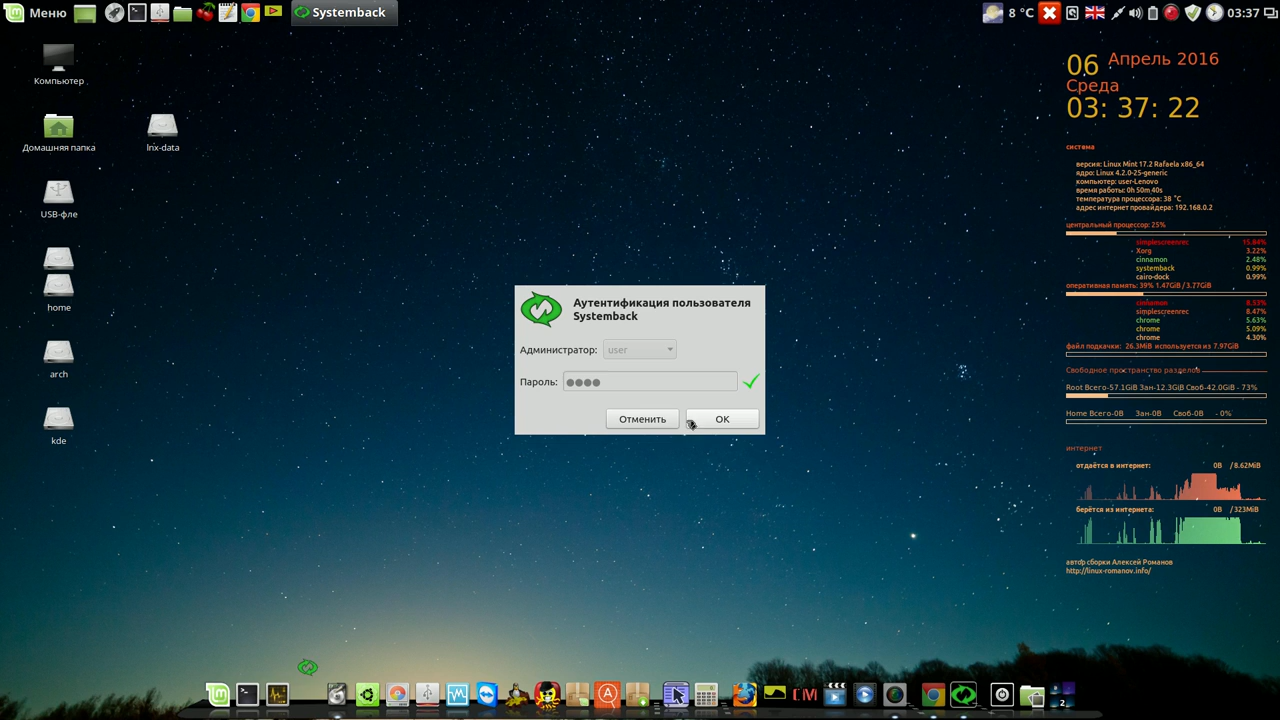 Меню
Systemback
8 °C
03:37
Компьютер
Домашняя папка
lnx-data
USB-фле
home
arch
kde
06 Апрель 2016
Среда
03: 37: 22
система
версия: Linux Mint 17.2 Rafaela x86_64
ядро: Linux 4.2.0-25-generic
компьютер: user-Lenovo
время работы: 0h 50m 40s
температура процессора: 38 °C
адрес интернет провайдера: 192.168.0.2
центральный процессор: 25%
simplescreenrec 15.84%
Xorg 3.22%
cinnamon 2.48%
systemback 0.99%
cairo-dock 0.99%
оперативная память: 39% 1.47GiB / 3.77GiB
cinnamon 8.53%
simplescreenrec 8.47%
chrome 5.63%
chrome 5.09%
chrome 4.30%
файл подкачки: 26.3MiB используется из 7.97GiB
Свободное пространство разделов
Root Всего-57.1GiB Зан-12.3GiB Своб-42.0GiB - 73%
Home Всего-0B Зан-0B Своб-0B - 0%
интернет
отдаётся в интернет: 0B / 8.62MiB
берётся из интернета: 0B / 323MiB
автор сборки Алексей Романов
http://linux-romanov.info/
Аутентификация пользователя
Systemback
Администратор: user
Пароль:
Отменить
OK
2